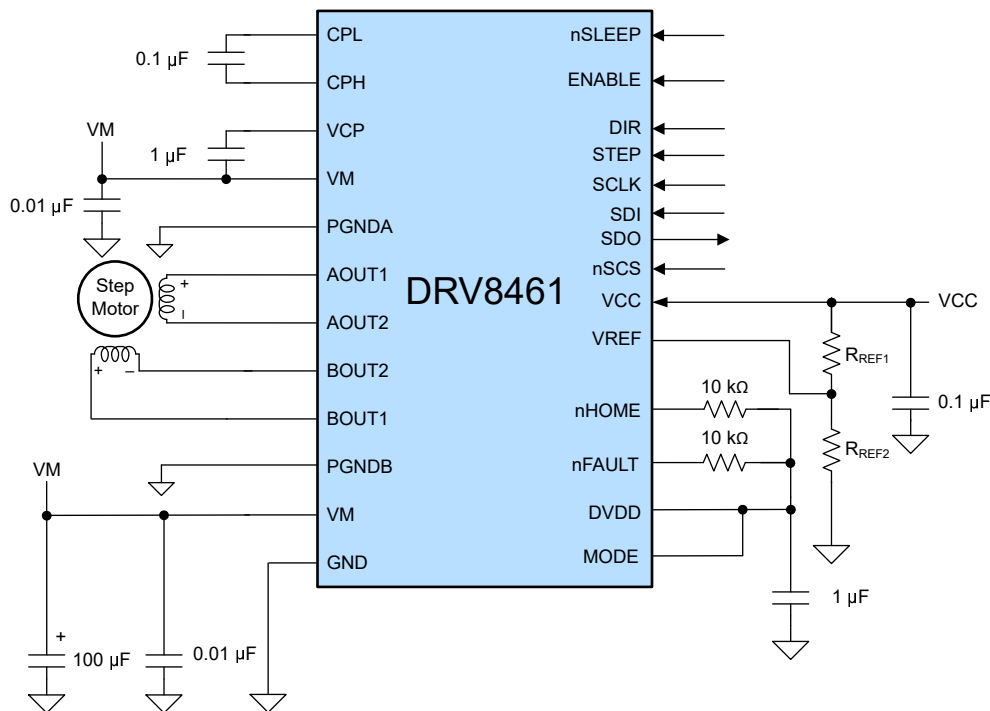 CPL
0.1 µF
CPH
VCP
VM
1 µF
VM
0.01 µF
PGNDA
Step
Motor
+
–
AOUT1
AOUT2
+
–
BOUT2
BOUT1
PGNDB
VM
VM
GND
+
100 µF
0.01 µF
DRV8461
nSLEEP
ENABLE
DIR
STEP
SCLK
SDI
SDO
nSCS
VCC
VCC
VREF
RREF1
10 kΩ
nHOME
0.1 µF
10 kΩ
RREF2
nFAULT
DVDD
MODE
1 µF